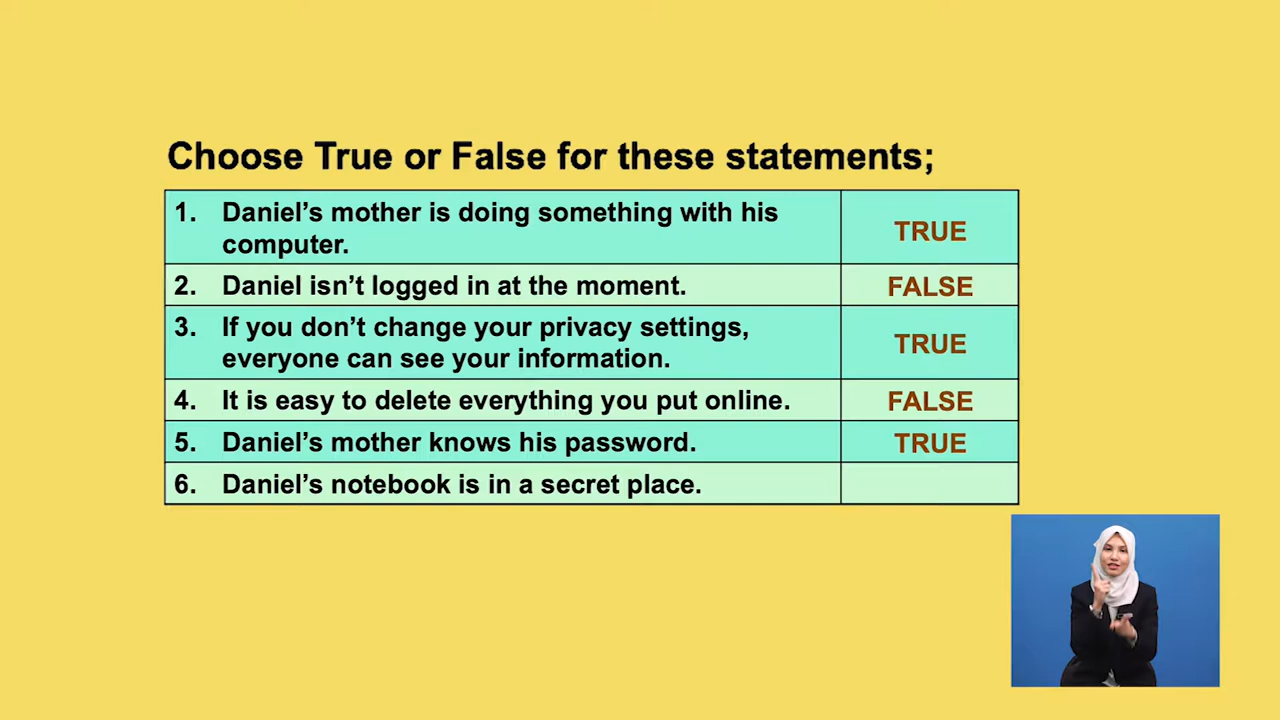 Choose True or False for these statements;
1. Daniel’s mother is doing something with his
computer.
TRUE
2. Daniel isn’t logged in at the moment.
FALSE
3. If you don’t change your privacy settings,
everyone can see your information.
TRUE
4. It is easy to delete everything you put online.
FALSE
5. Daniel’s mother knows his password.
TRUE
6. Daniel’s notebook is in a secret place.